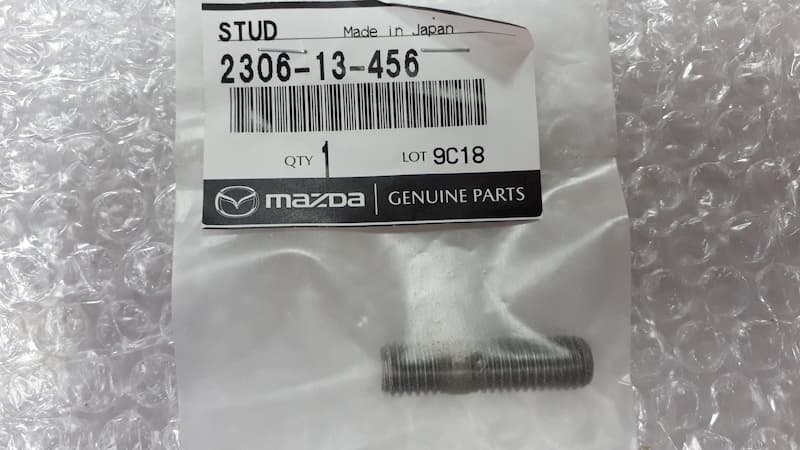 STUD Made in Japan
2306-13-456
QTY 1 LOT 9C18
mazda GENUINE PARTS